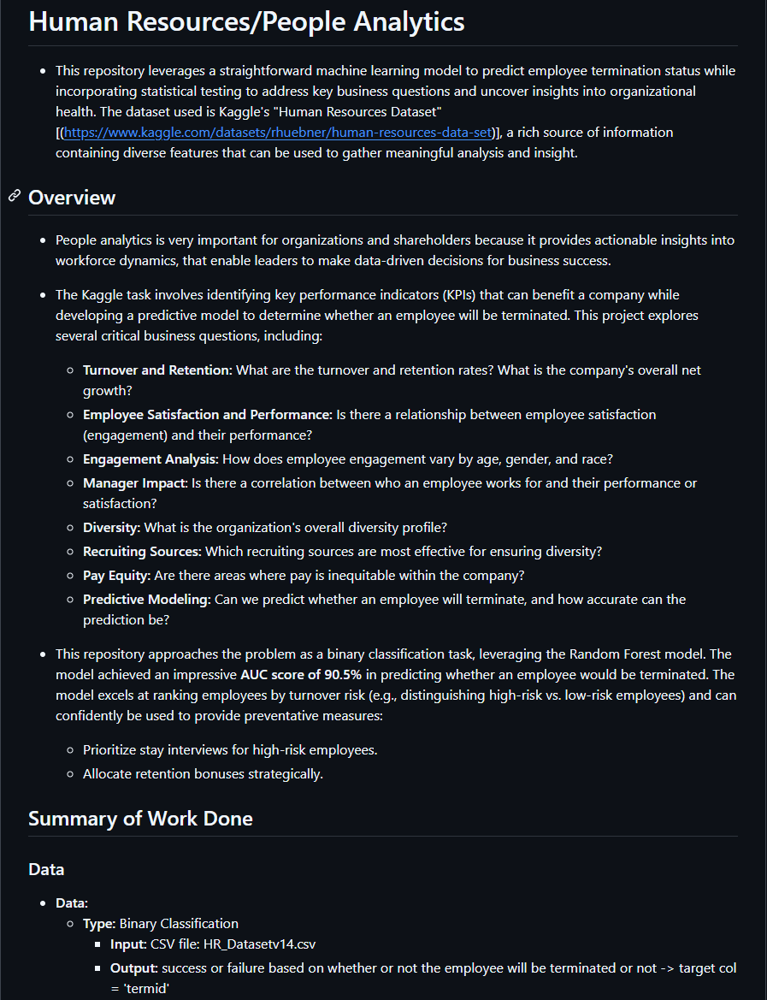 Human Resources/People Analytics
This repository leverages a straightforward machine learning model to predict employee termination status while
incorporating statistical testing to address key business questions and uncover insights into organizational
health. The dataset used is Kaggle's "Human Resources Dataset"
[(https://www.kaggle.com/datasets/rhuebner/human-resources-data-set)], a rich source of information
containing diverse features that can be used to gather meaningful analysis and insight.
Overview
People analytics is very important for organizations and shareholders because it provides actionable insights into
workforce dynamics, that enable leaders to make data-driven decisions for business success.
The Kaggle task involves identifying key performance indicators (KPIs) that can benefit a company while
developing a predictive model to determine whether an employee will be terminated. This project explores
several critical business questions, including:
Turnover and Retention: What are the turnover and retention rates? What is the company's overall net
growth?
Employee Satisfaction and Performance: Is there a relationship between employee satisfaction
(engagement) and their performance?
Engagement Analysis: How does employee engagement vary by age, gender, and race?
Manager Impact: Is there a correlation between who an employee works for and their performance or
satisfaction?
Diversity: What is the organization's overall diversity profile?
Recruiting Sources: Which recruiting sources are most effective for ensuring diversity?
Pay Equity: Are there areas where pay is inequitable within the company?
Predictive Modeling: Can we predict whether an employee will terminate, and how accurate can the
prediction be?
This repository approaches the problem as a binary classification task, leveraging the Random Forest model. The
model achieved an impressive AUC score of 90.5% in predicting whether an employee would be terminated. The
model excels at ranking employees by turnover risk (e.g., distinguishing high-risk vs. low-risk employees) and can
confidently be used to provide preventative measures:
Prioritize stay interviews for high-risk employees.
Allocate retention bonuses strategically.
Summary of Work Done
Data
Data:
Type: Binary Classification
Input: CSV file: HR_Datasetv14.csv
Output: success or failure based on whether or not the employee will be terminated or not -> target col
= 'termid'